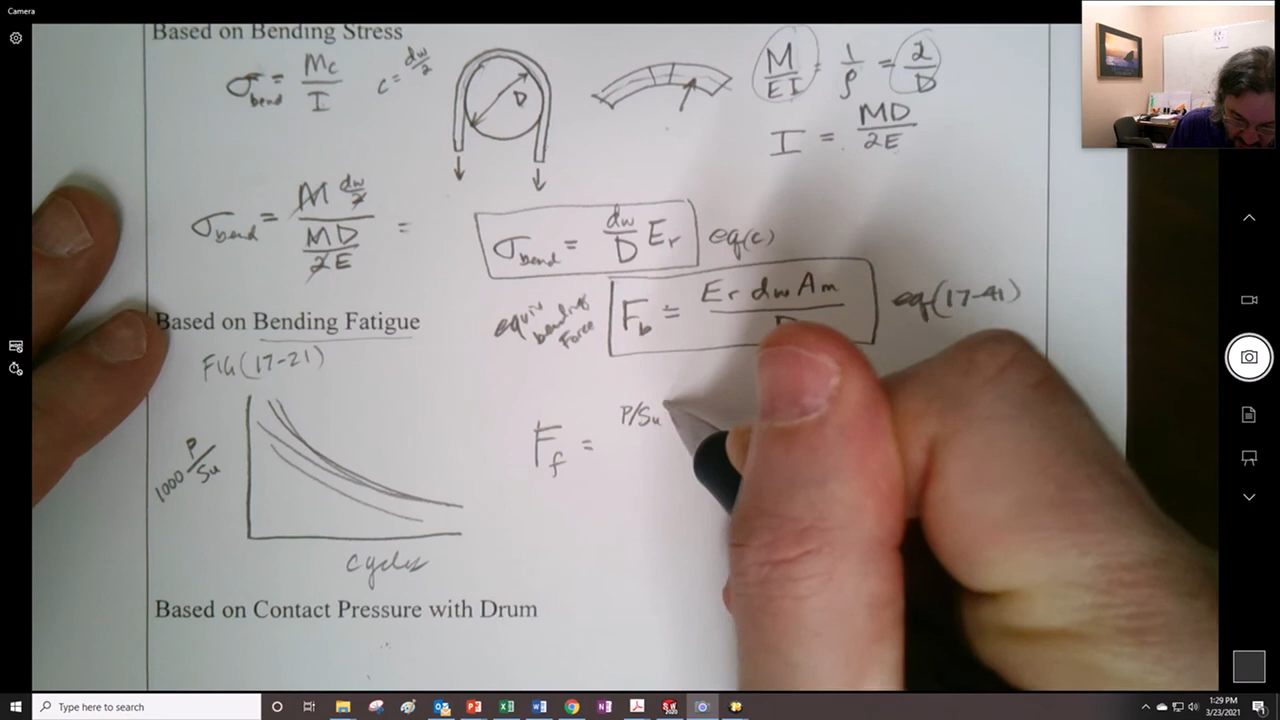 Camera
Based on Bending Stress
σbend = Mc/I c = dw/2
D
M/EI = 1/ρ = 2/D
I = MD/2E
σbend = M dw/2 / MD/2E =
σbend = dw/D Er eq(c)
equiv bending Force Fb = Er dw Am / D eq(17-41)
Based on Bending Fatigue
FIG(17-21)
1000 P/Su
cycles
Ff = P/Su
Based on Contact Pressure with Drum
Type here to search
1:29 PM
3/23/2021